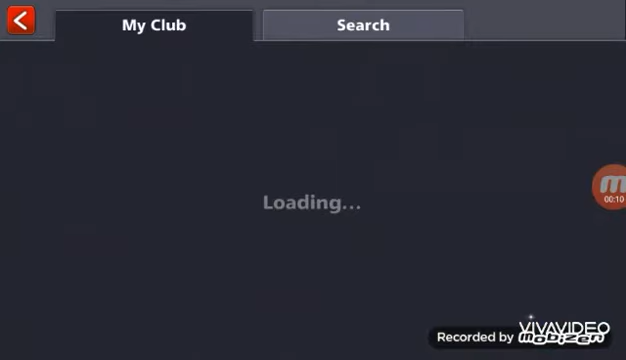 My Club
Search
Loading...
00:10
VIVAVIDEO
Recorded by
mobizen